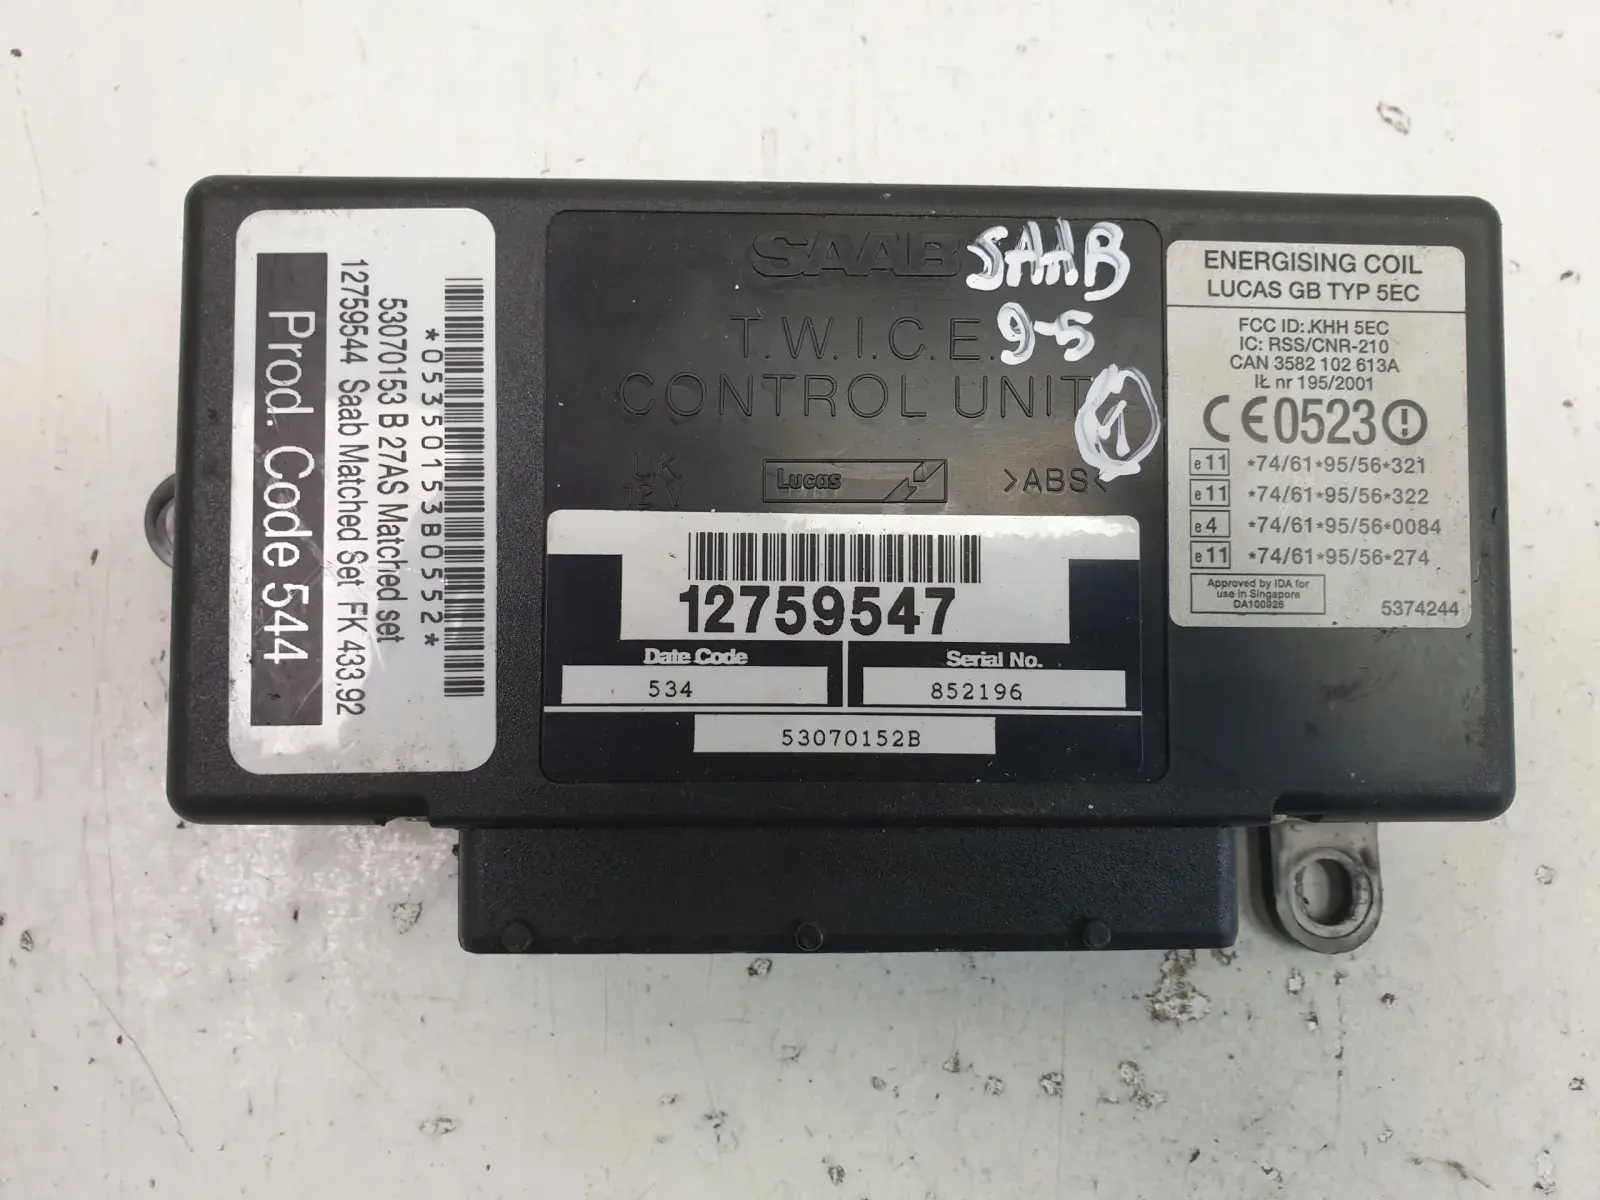 Prod. Code 544
12759544 Saab Matched Set FK 433,92
53070153 B 27AS Matched set
*05350153B0552*
SAAB
T.W.I.C.E.
CONTROL UNIT
UK
12 V
Lucas
>ABS<
SAAB
9-5
1
12759547
Date Code
534
Serial No.
852196
53070152B
ENERGISING COIL
LUCAS GB TYP 5EC
FCC ID: KHH 5EC
IC: RSS/CNR-210
CAN 3582 102 613A
IŁ nr 195/2001
CE0523
e11 *74/61*95/56*321
e11 *74/61*95/56*322
e4 *74/61*95/56*0084
e11 *74/61*95/56*274
Approved by IDA for
use in Singapore
DA100926
5374244